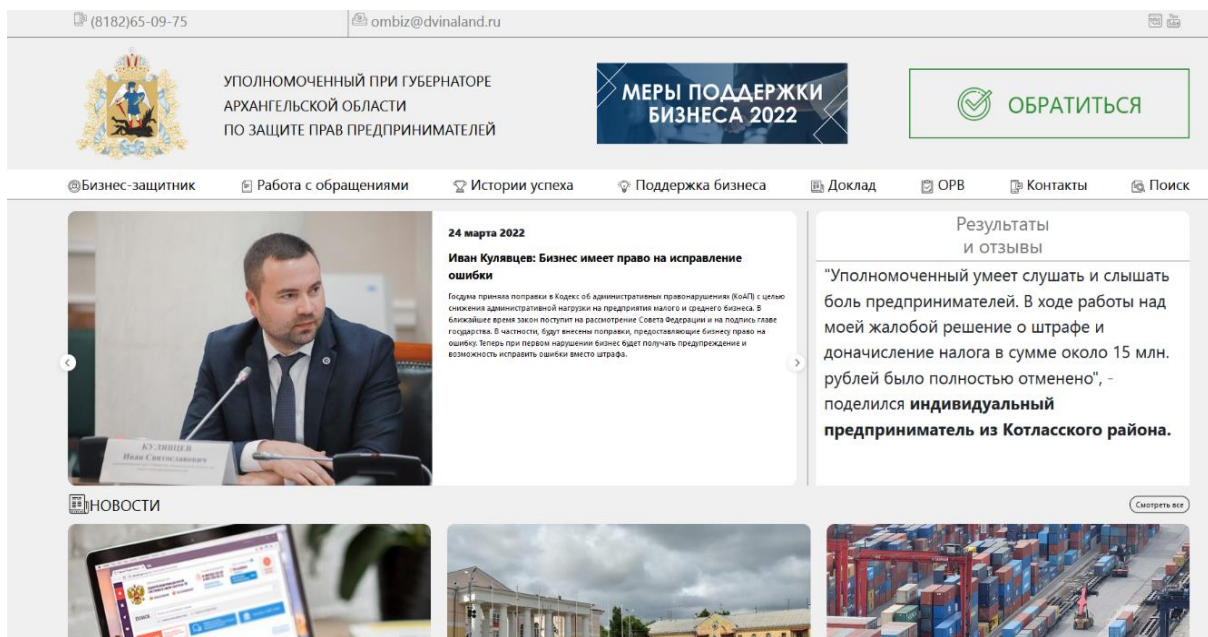 (8182)65-09-75
ombiz@dvinaland.ru
УПОЛНОМОЧЕННЫЙ ПРИ ГУБЕРНАТОРЕ
АРХАНГЕЛЬСКОЙ ОБЛАСТИ
ПО ЗАЩИТЕ ПРАВ ПРЕДПРИНИМАТЕЛЕЙ
МЕРЫ ПОДДЕРЖКИ
БИЗНЕСА 2022
ОБРАТИТЬСЯ
Бизнес-защитник
Работа с обращениями
Истории успеха
Поддержка бизнеса
Доклад
ОРВ
Контакты
Поиск
24 марта 2022
Иван Кулявцев: Бизнес имеет право на исправление
ошибки
Госдума приняла поправки в Кодекс об административных правонарушениях (КоАП) с целью
снижения административной нагрузки на предприятия малого и среднего бизнеса. В
ближайшее время закон поступит на рассмотрение Совета Федерации и на подпись главе
государства. В частности, будут внесены поправки, предоставляющие бизнесу право на
ошибку. Теперь при первом нарушении бизнес будет получать предупреждение и
возможность исправить ошибки вместо штрафа.
КУЛЯВЦЕВ
Иван Святославович
Результаты
и отзывы
"Уполномоченный умеет слушать и слышать
боль предпринимателей. В ходе работы над
моей жалобой решение о штрафе и
доначисление налога в сумме около 15 млн.
рублей было полностью отменено", -
поделился индивидуальный
предприниматель из Котласского района.
НОВОСТИ
Смотреть все